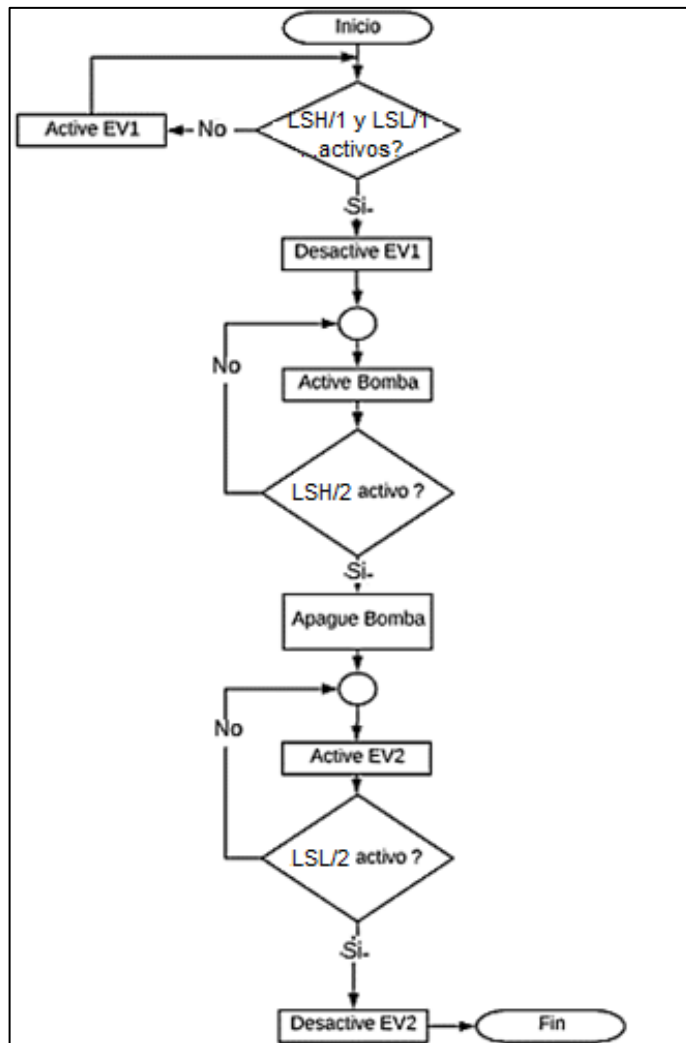 Inicio
LSH/1 y LSL/1
activos?
No
Active EV1
Si
Desactive EV1
No
Active Bomba
LSH/2 activo ?
Si
Apague Bomba
No
Active EV2
LSL/2 activo ?
Si
Desactive EV2
Fin